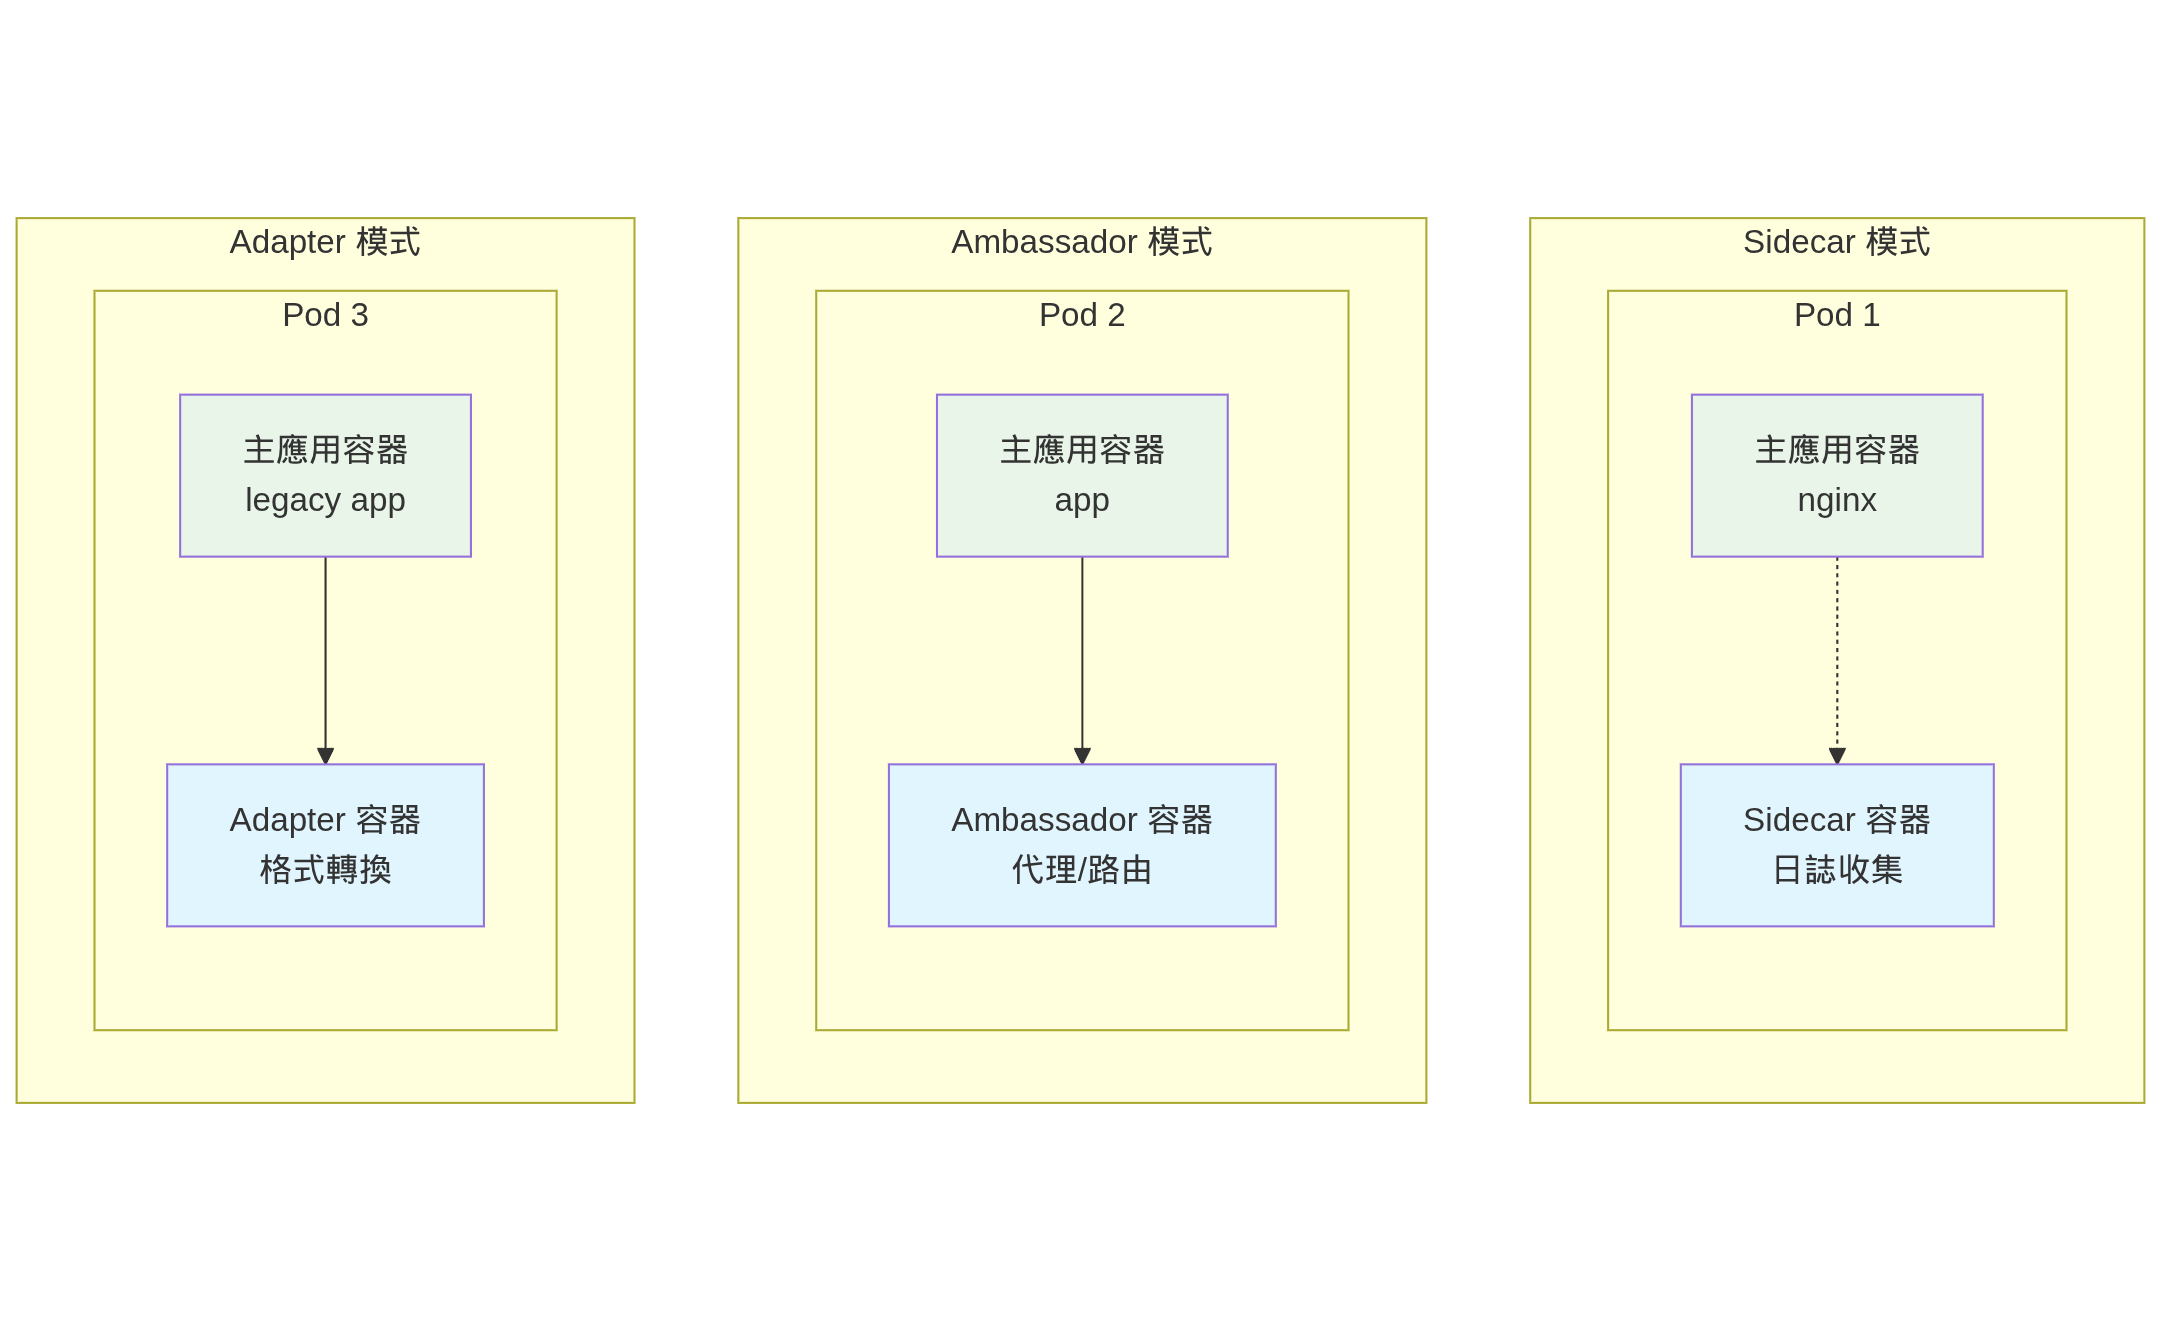 Adapter 模式
Pod 3
主應用容器
legacy app
Adapter 容器
格式轉換
Ambassador 模式
Pod 2
主應用容器
app
Ambassador 容器
代理/路由
Sidecar 模式
Pod 1
主應用容器
nginx
Sidecar 容器
日誌收集